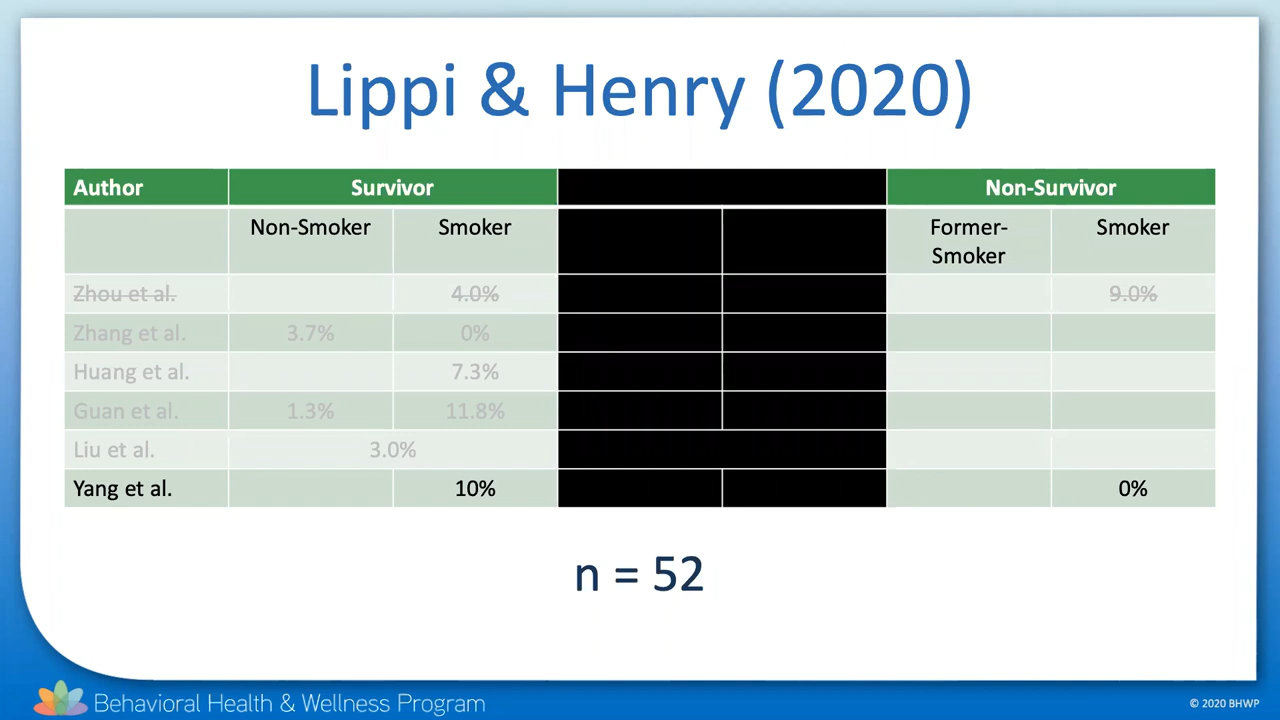 Lippi & Henry (2020)
Author Survivor Non-Survivor
Non-Smoker Smoker Former-Smoker Smoker
Zhou et al. 4.0% 9.0%
Zhang et al. 3.7% 0%
Huang et al. 7.3%
Guan et al. 1.3% 11.8%
Liu et al. 3.0%
Yang et al. 10% 0%
n = 52
Behavioral Health & Wellness Program
© 2020 BHWP